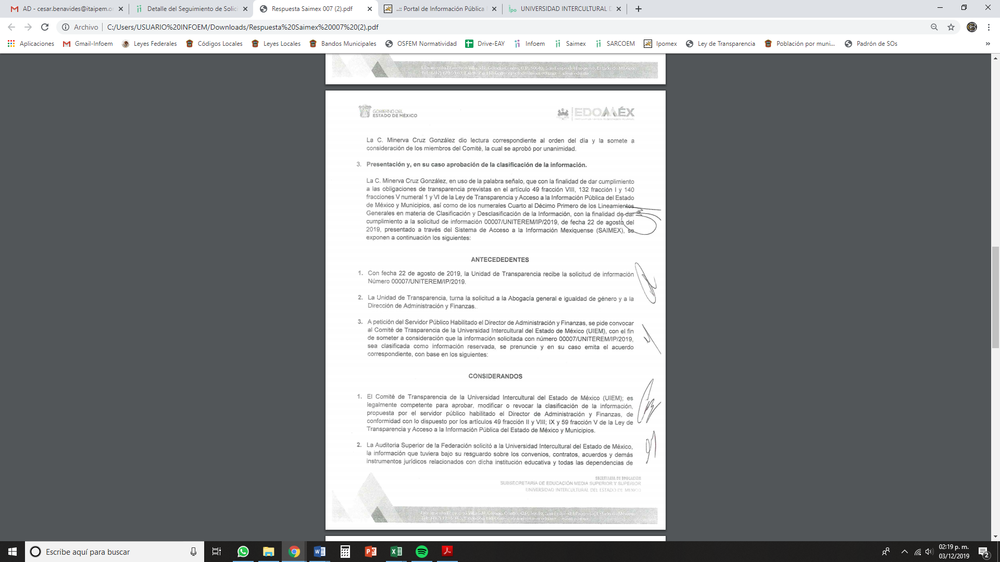 AD - cesar.benavides@itaipem.or
Detalle del Seguimiento de Solici
Respuesta Saimex 007 (2).pdf
..:: Portal de Información Pública
UNIVERSIDAD INTERCULTURAL D
Archivo
C:/Users/USUARIO%20INFOEM/Downloads/Respuesta%20Saimex%20007%20(2).pdf
Aplicaciones Gmail-Infoem Leyes Federales Códigos Locales Leyes Locales Bandos Municipales OSFEM Normatividad Drive-EAY Infoem Saimex SARCOEM Ipomex Ley de Transparencia Población por muni... Padrón de SOs »
Libramiento Francisco Villa S/N, Colonia Centro, C.P. 50640, San Felipe del Progreso, Estado de México.
GOBIERNO DEL
ESTADO DE MÉXICO
EDOMÉX
La C. Minerva Cruz González dio lectura correspondiente al orden del día y la somete a
consideración de los miembros del Comité, la cual se aprobó por unanimidad.
3. Presentación y, en su caso aprobación de la clasificación de la información.
La C. Minerva Cruz González, en uso de la palabra señalo, que con la finalidad de dar cumplimiento
a las obligaciones de transparencia previstas en el artículo 49 fracción VIII, 132 fracción I y 140
fracciones V numeral 1 y VI de la Ley de Transparencia y Acceso a la Información Pública del Estado
de México y Municipios, así como de los numerales Cuarto al Décimo Primero de los Lineamientos
Generales en materia de Clasificación y Desclasificación de la Información, con la finalidad de dar
cumplimiento a la solicitud de información 00007/UNITEREM/IP/2019, de fecha 22 de agosto del
2019, presentado a través del Sistema de Acceso a la Información Mexiquense (SAIMEX), se
exponen a continuación los siguientes:
ANTECEDEDENTES
1. Con fecha 22 de agosto de 2019, la Unidad de Transparencia recibe la solicitud de información
Número 00007/UNITEREM/IP/2019.
2. La Unidad de Transparencia, turna la solicitud a la Abogacía general e igualdad de género y a la
Dirección de Administración y Finanzas.
3. A petición del Servidor Público Habilitado el Director de Administración y Finanzas, se pide convocar
al Comité de Trasparencia de la Universidad Intercultural del Estado de México (UIEM), con el fin
de someter a consideración que la información solicitada con número 00007/UNITEREM/IP/2019,
sea clasificada como información reservada, se prenuncie y en su caso emita el acuerdo
correspondiente, con base en los siguientes:
CONSIDERANDOS
1. El Comité de Transparencia de la Universidad Intercultural del Estado de México (UIEM); es
legalmente competente para aprobar, modificar o revocar la clasificación de la información,
propuesta por el servidor público habilitado el Director de Administración y Finanzas, de
conformidad con lo dispuesto por los artículos 49 fracción II y VIII; IX y 59 fracción V de la Ley de
Transparencia y Acceso a la Información Pública del Estado de México y Municipios.
2. La Auditoria Superior de la Federación solicitó a la Universidad Intercultural del Estado de México,
la información que tuviera bajo su resguardo sobre los convenios, contratos, acuerdos y demás
instrumentos jurídicos relacionados con dicha institución educativa y todas las dependencias de
SECRETARÍA DE EDUCACIÓN
SUBSECRETARÍA DE EDUCACIÓN MEDIA SUPERIOR Y SUPERIOR
UNIVERSIDAD INTERCULTURAL DEL ESTADO DE MÉXICO
Libramiento Francisco Villa S/N, Colonia Centro, C.P. 50640, San Felipe del Progreso, Estado de México.
Escribe aquí para buscar
02:19 p. m.
03/12/2019
2